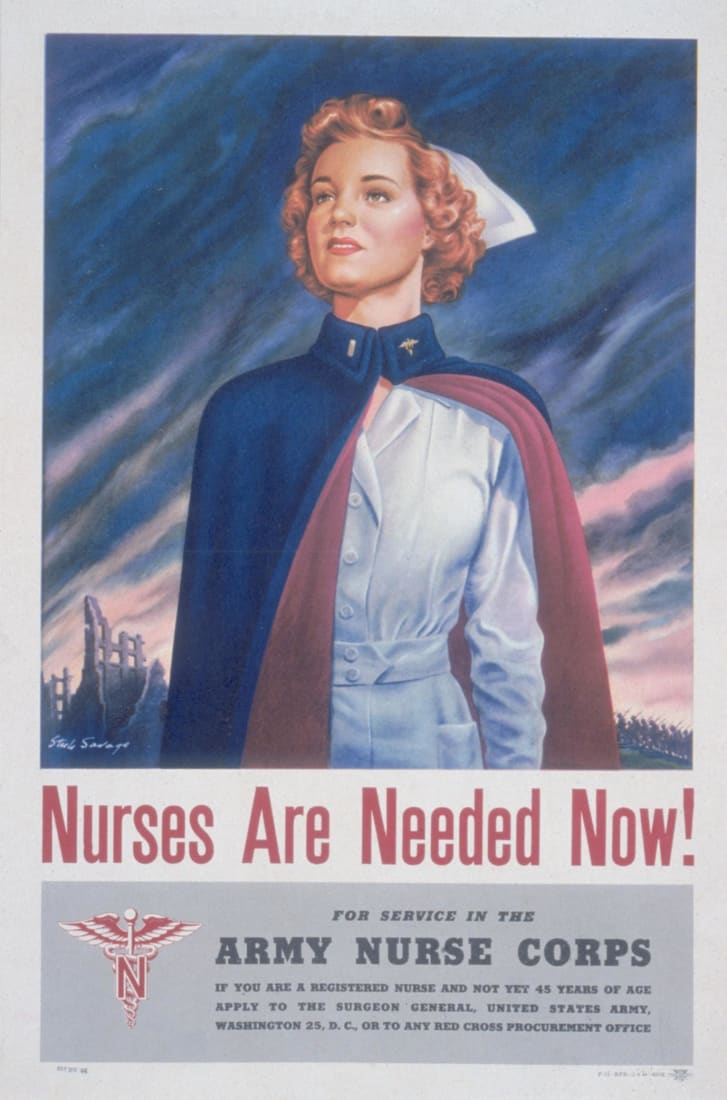 Steele Savage
Nurses Are Needed Now!
FOR SERVICE IN THE
ARMY NURSE CORPS
N
IF YOU ARE A REGISTERED NURSE AND NOT YET 45 YEARS OF AGE
APPLY TO THE SURGEON GENERAL, UNITED STATES ARMY,
WASHINGTON 25, D. C., OR TO ANY RED CROSS PROCUREMENT OFFICE